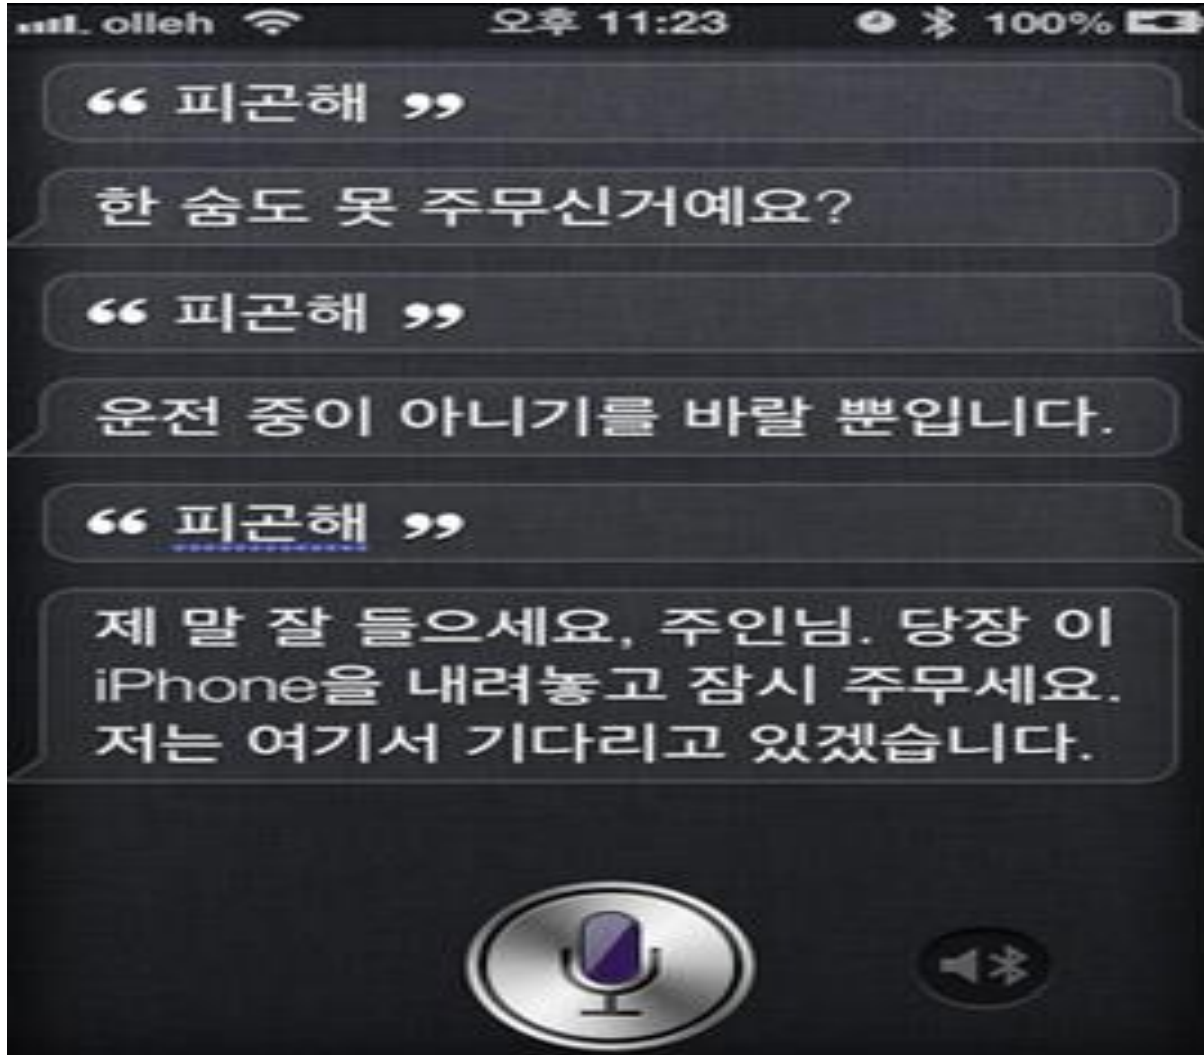 olleh 오후 11:23 100%
“ 피곤해 ”
한 숨도 못 주무신거예요?
“ 피곤해 ”
운전 중이 아니기를 바랄 뿐입니다.
“ 피곤해 ”
제 말 잘 들으세요, 주인님. 당장 이
iPhone을 내려놓고 잠시 주무세요.
저는 여기서 기다리고 있겠습니다.